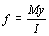 f = My/I